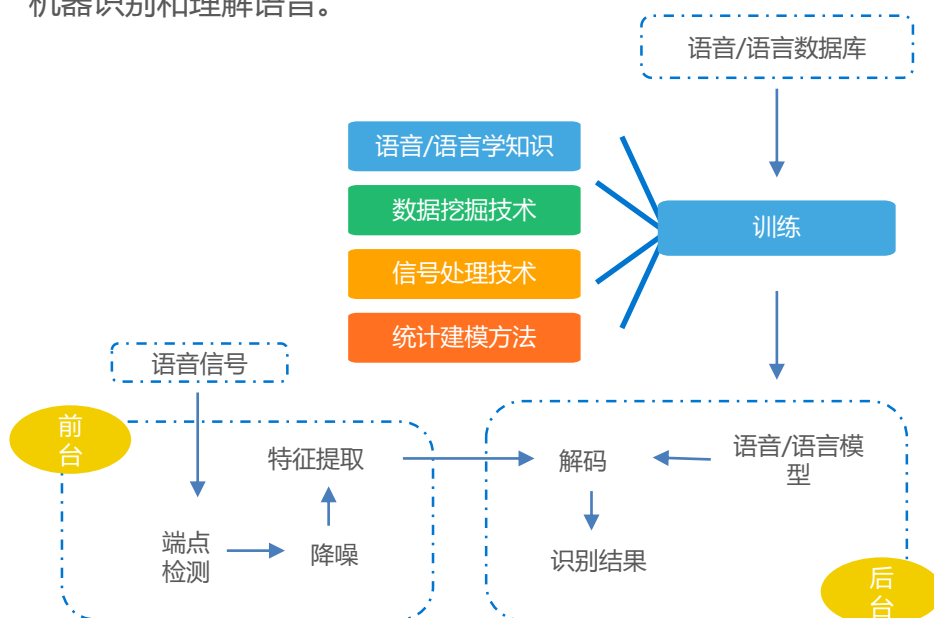 机器识别和理解语音。
语音/语言数据库
语音/语言学知识
数据挖掘技术
训练
信号处理技术
统计建模方法
语音信号
前
台
特征提取
解码
语音/语言模
型
端点
检测
降噪
识别结果
后
台